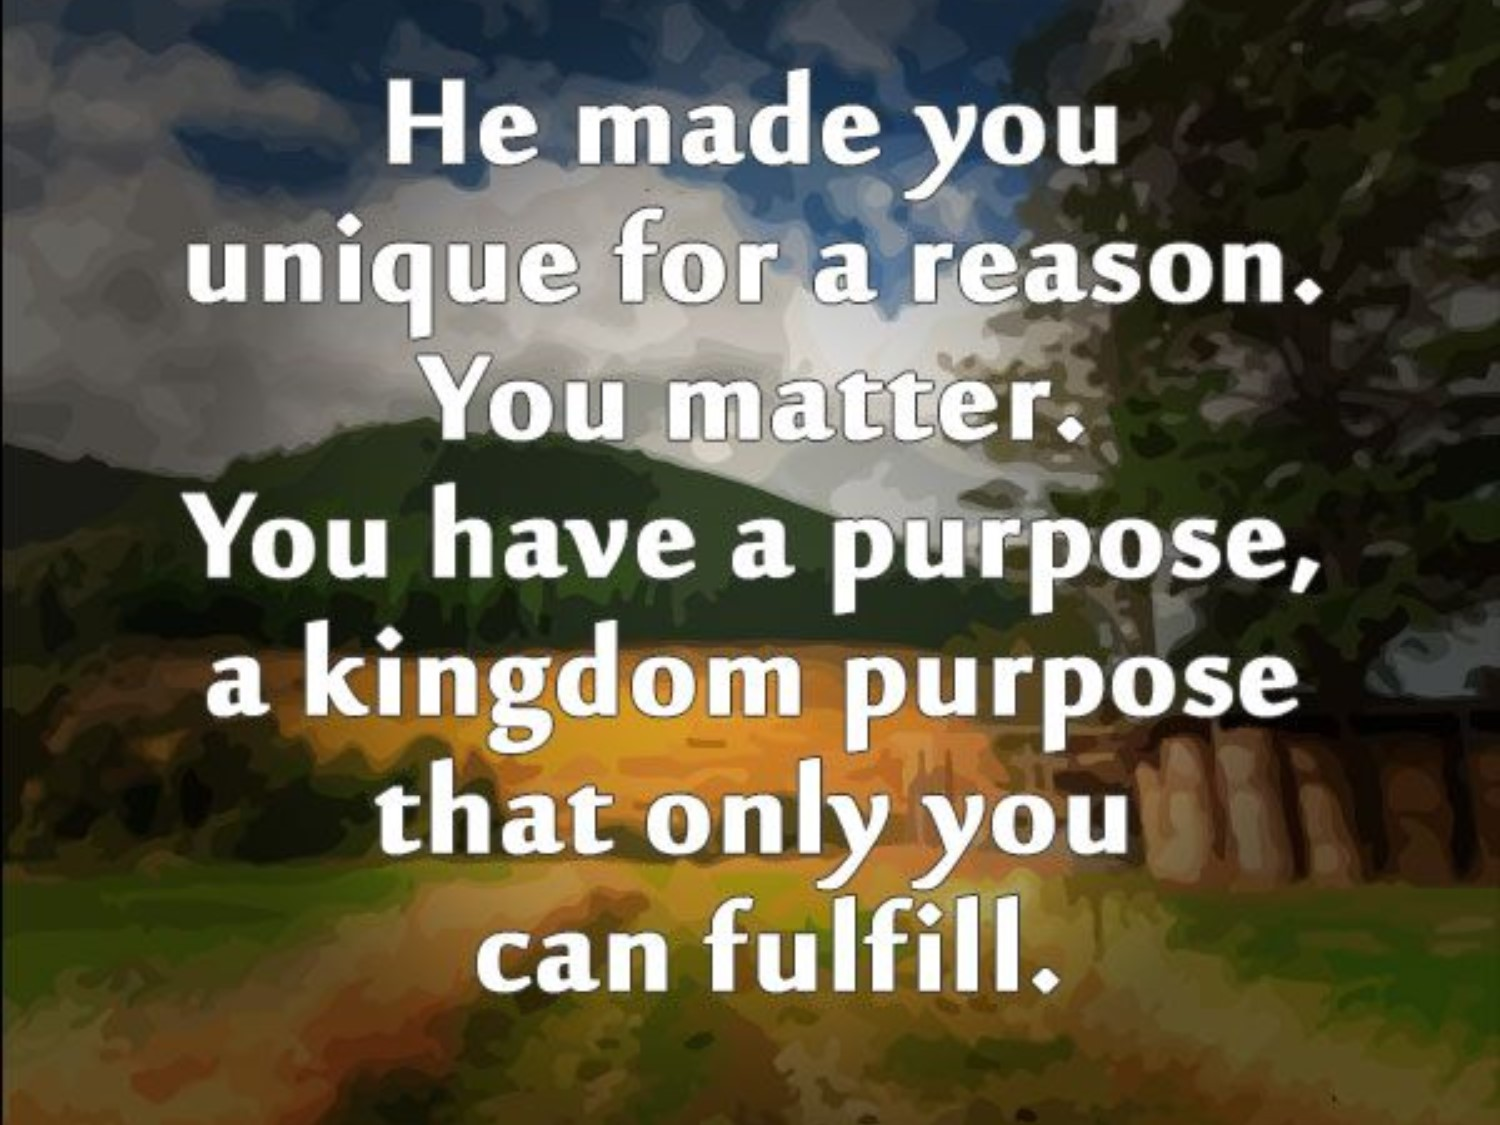 He made you
unique for a reason.
You matter.
You have a purpose,
a kingdom purpose
that only you
can fulfill.